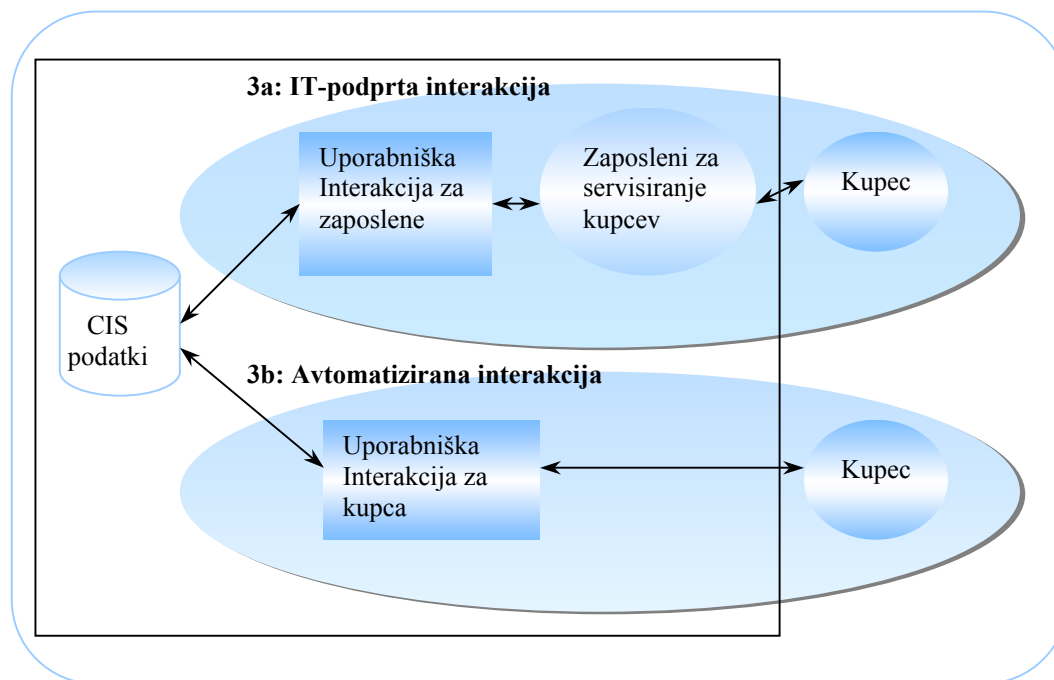 3a: IT-podprta interakcija
Uporabniška
Interakcija za
zaposlene
Zaposleni za
servisiranje
kupcev
Kupec
CIS
podatki
3b: Avtomatizirana interakcija
Uporabniška
Interakcija za
kupca
Kupec